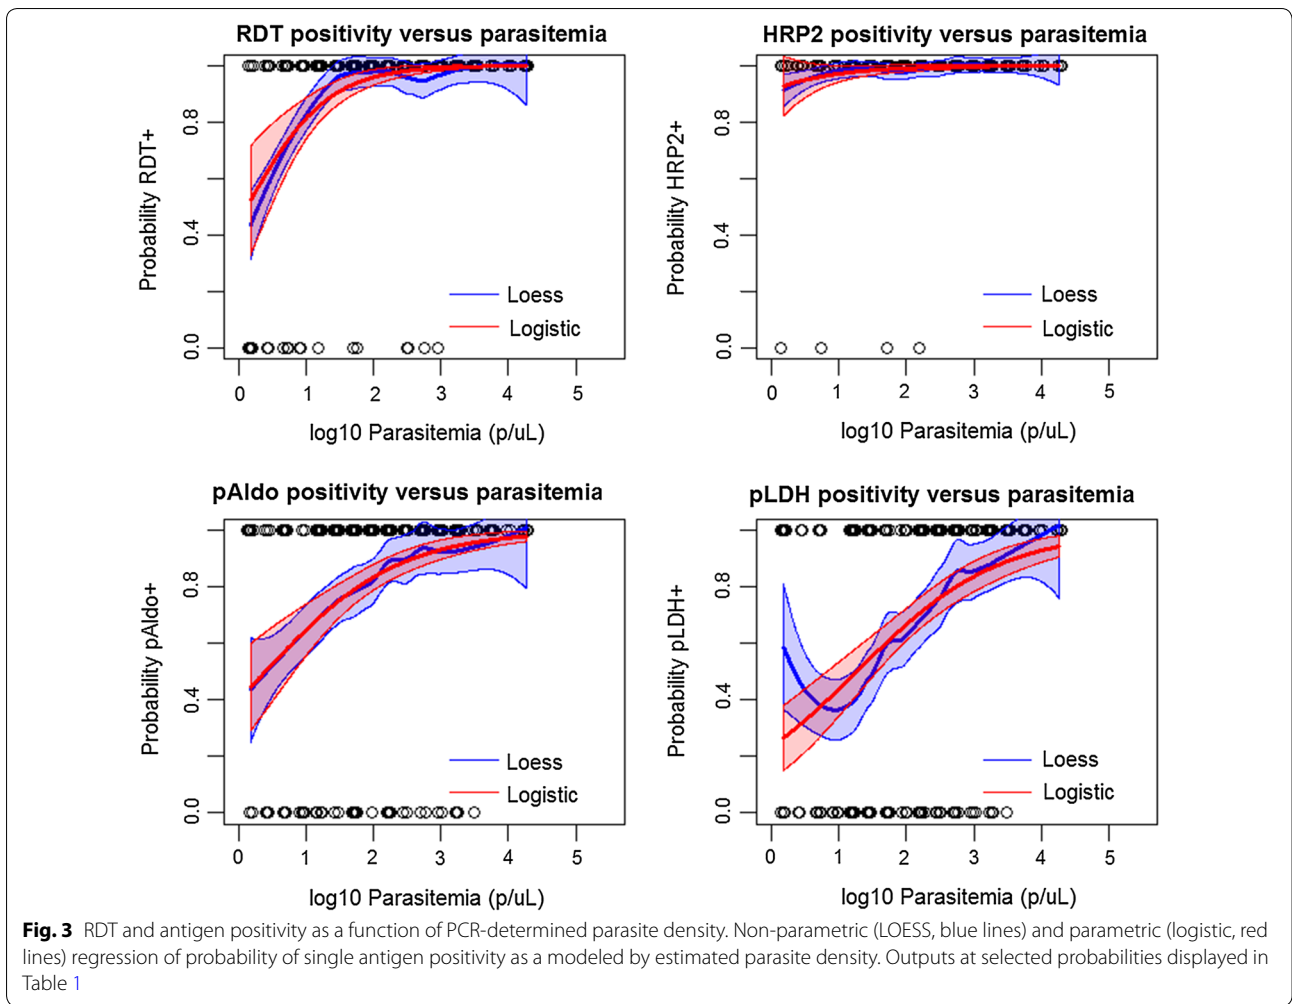 RDT positivity versus parasitemia
Probability RDT+
0.0 0.4 0.8
Loess
Logistic
0 1 2 3 4 5
log10 Parasitemia (p/uL)
HRP2 positivity versus parasitemia
Probability HRP2+
0.0 0.4 0.8
Loess
Logistic
0 1 2 3 4 5
log10 Parasitemia (p/uL)
pAldo positivity versus parasitemia
Probability pAldo+
0.0 0.4 0.8
Loess
Logistic
0 1 2 3 4 5
log10 Parasitemia (p/uL)
pLDH positivity versus parasitemia
Probability pLDH+
0.0 0.4 0.8
Loess
Logistic
0 1 2 3 4 5
log10 Parasitemia (p/uL)
Fig. 3 RDT and antigen positivity as a function of PCR-determined parasite density. Non-parametric (LOESS, blue lines) and parametric (logistic, red
lines) regression of probability of single antigen positivity as a modeled by estimated parasite density. Outputs at selected probabilities displayed in
Table 1